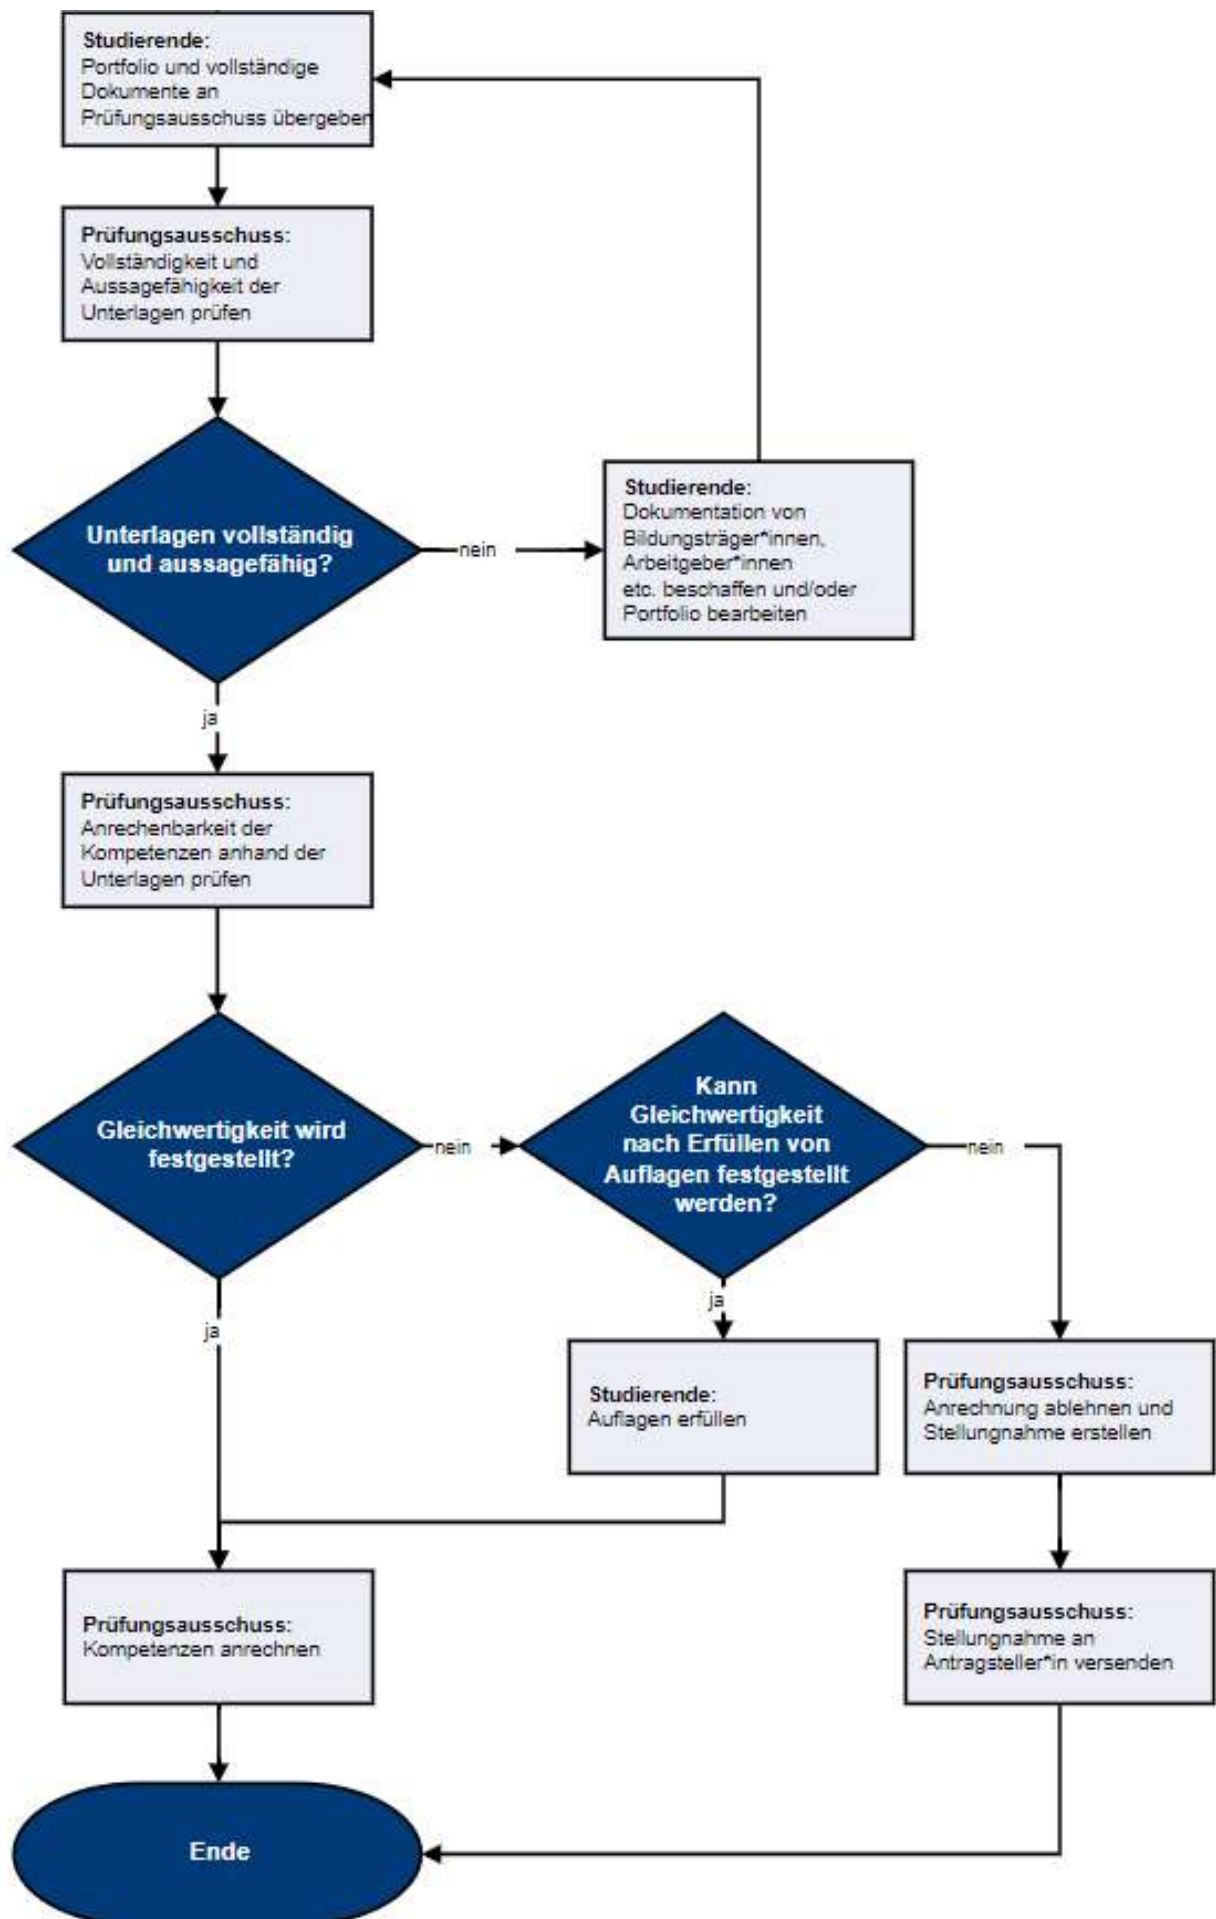 Studierende:
Portfolio und vollständige
Dokumente an
Prüfungsausschuss übergeben
Prüfungsausschuss:
Vollständigkeit und
Aussagefähigkeit der
Unterlagen prüfen
Unterlagen vollständig
und aussagefähig?
nein
Studierende:
Dokumentation von
Bildungsträger*innen,
Arbeitgeber*innen
etc. beschaffen und/oder
Portfolio bearbeiten
ja
Prüfungsausschuss:
Anrechenbarkeit der
Kompetenzen anhand der
Unterlagen prüfen
Gleichwertigkeit wird
festgestellt?
nein
Kann
Gleichwertigkeit
nach Erfüllen von
Auflagen festgestellt
werden?
nein
ja
ja
Studierende:
Auflagen erfüllen
Prüfungsausschuss:
Anrechnung ablehnen und
Stellungnahme erstellen
Prüfungsausschuss:
Kompetenzen anrechnen
Prüfungsausschuss:
Stellungnahme an
Antragsteller*in versenden
Ende